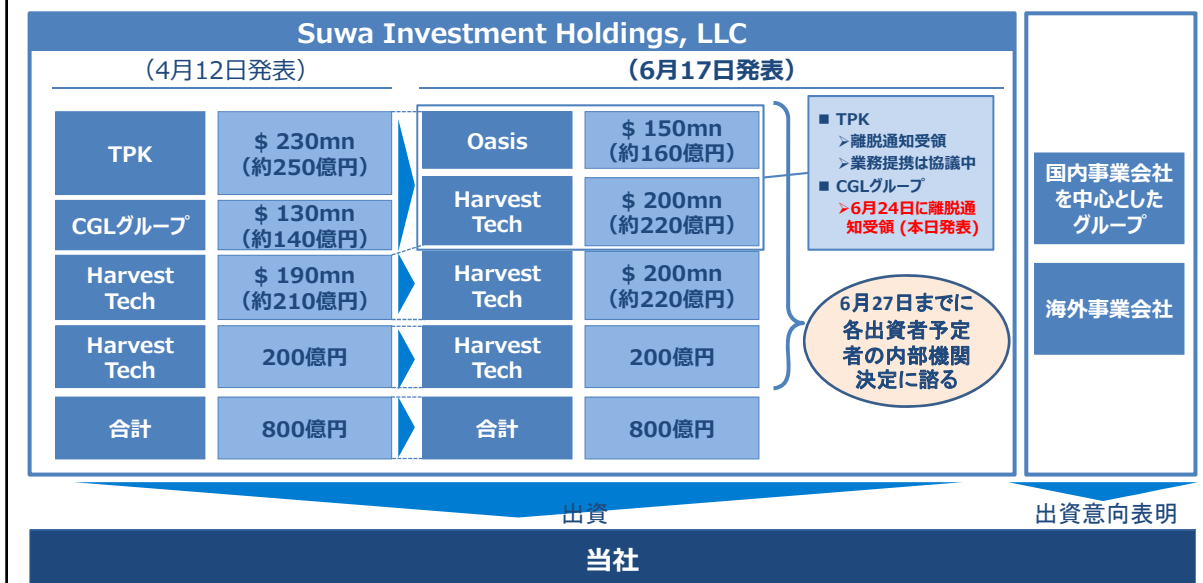 Suwa Investment Holdings, LLC
（4月12日発表）
（6月17日発表）
TPK
$ 230mn
（約250億円）
CGLグループ
$ 130mn
（約140億円）
Harvest
Tech
$ 190mn
（約210億円）
Harvest
Tech
200億円
合計
800億円
Oasis
$ 150mn
（約160億円）
Harvest
Tech
$ 200mn
（約220億円）
Harvest
Tech
$ 200mn
（約220億円）
Harvest
Tech
200億円
合計
800億円
■ TPK
➢離脱通知受領
➢業務提携は協議中
■ CGLグループ
➢6月24日に離脱通
知受領 (本日発表)
6月27日までに
各出資者予定
者の内部機関
決定に諮る
国内事業会社
を中心とした
グループ
海外事業会社
出資
出資意向表明
当社